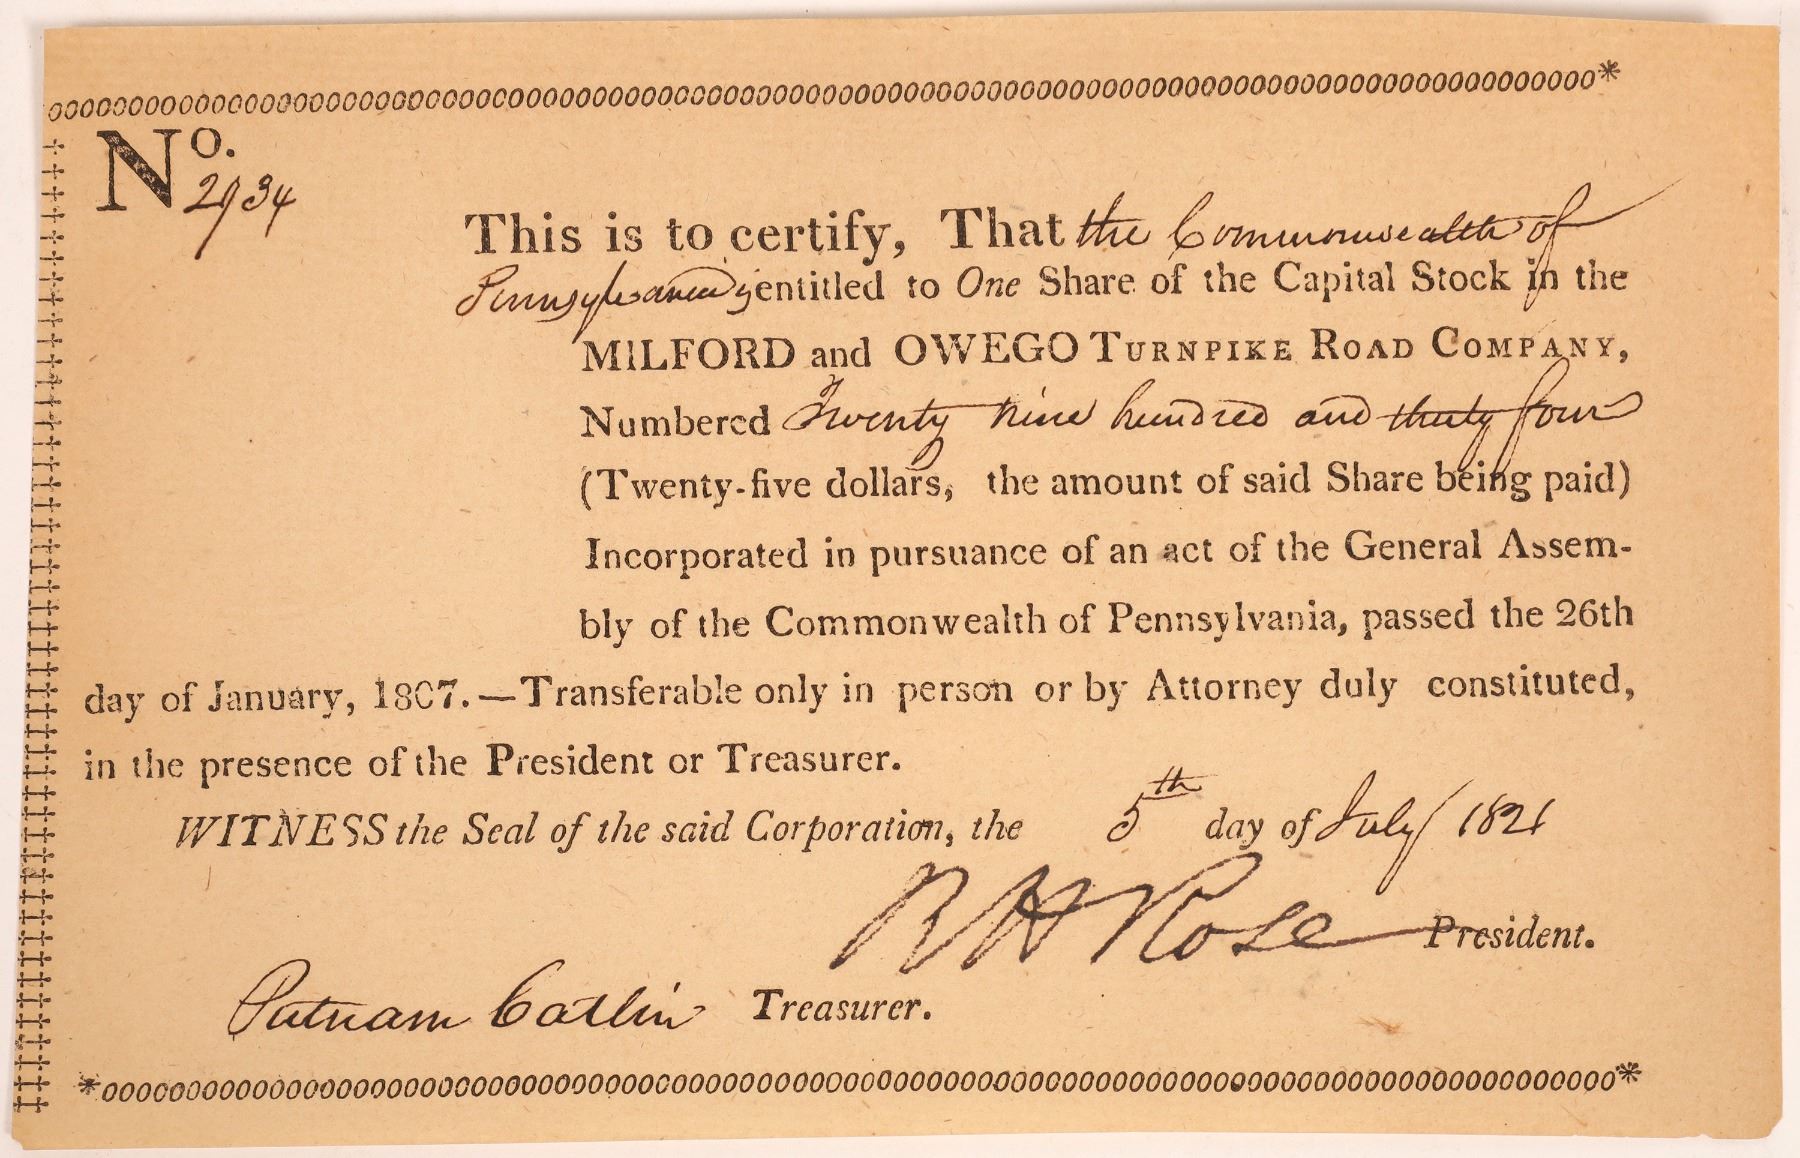 No.
2934
This is to certify, That the Commonwealth of
Pennsylvania is entitled to One Share of the Capital Stock in the
MILFORD and OWEGO TURNPIKE ROAD COMPANY,
Numbered Twenty nine hundred and thirty four
(Twenty-five dollars, the amount of said Share being paid)
Incorporated in pursuance of an act of the General Assem-
bly of the Commonwealth of Pennsylvania, passed the 26th
day of January, 1807.—Transferable only in person or by Attorney duly constituted,
in the presence of the President or Treasurer.
WITNESS the Seal of the said Corporation, the 5th day of July 1821
R H Rose President.
Putnam Catlin Treasurer.